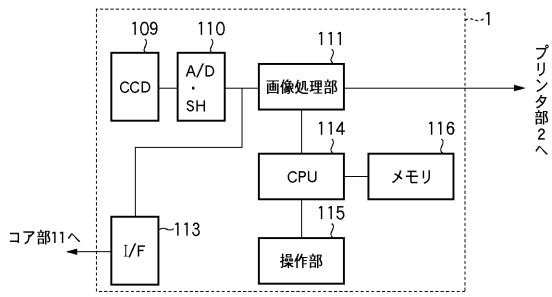 1
109
110
111
CCD
A/D
・
SH
画像処理部
プリンタ部2へ
114
116
CPU
メモリ
113
115
コア部11へ
I/F
操作部